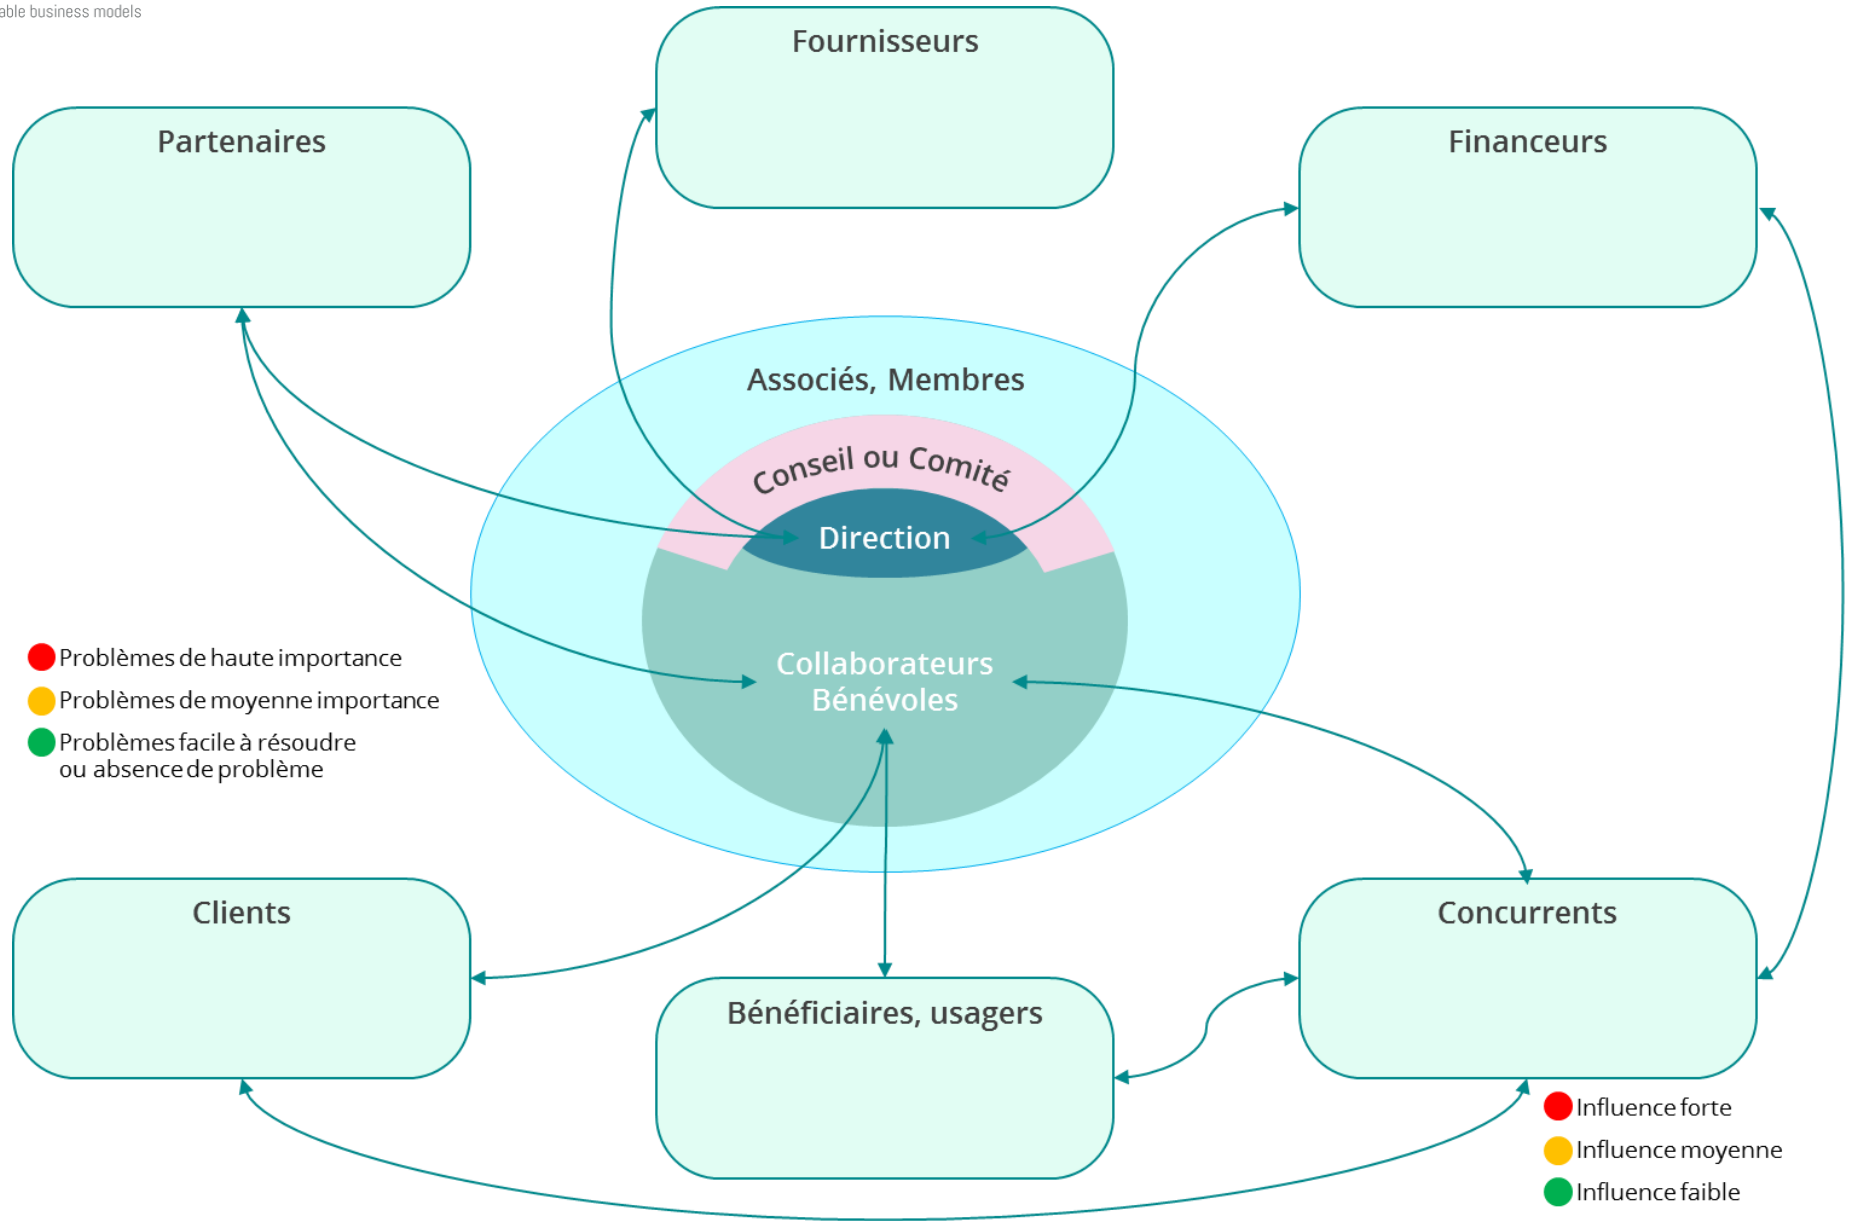 able business models
Fournisseurs
Partenaires
Financeurs
Associés, Membres
Conseil ou Comité
Direction
Collaborateurs
Bénévoles
Problèmes de haute importance
Problèmes de moyenne importance
Problèmes facile à résoudre
ou absence de problème
Clients
Concurrents
Bénéficiaires, usagers
Influence forte
Influence moyenne
Influence faible